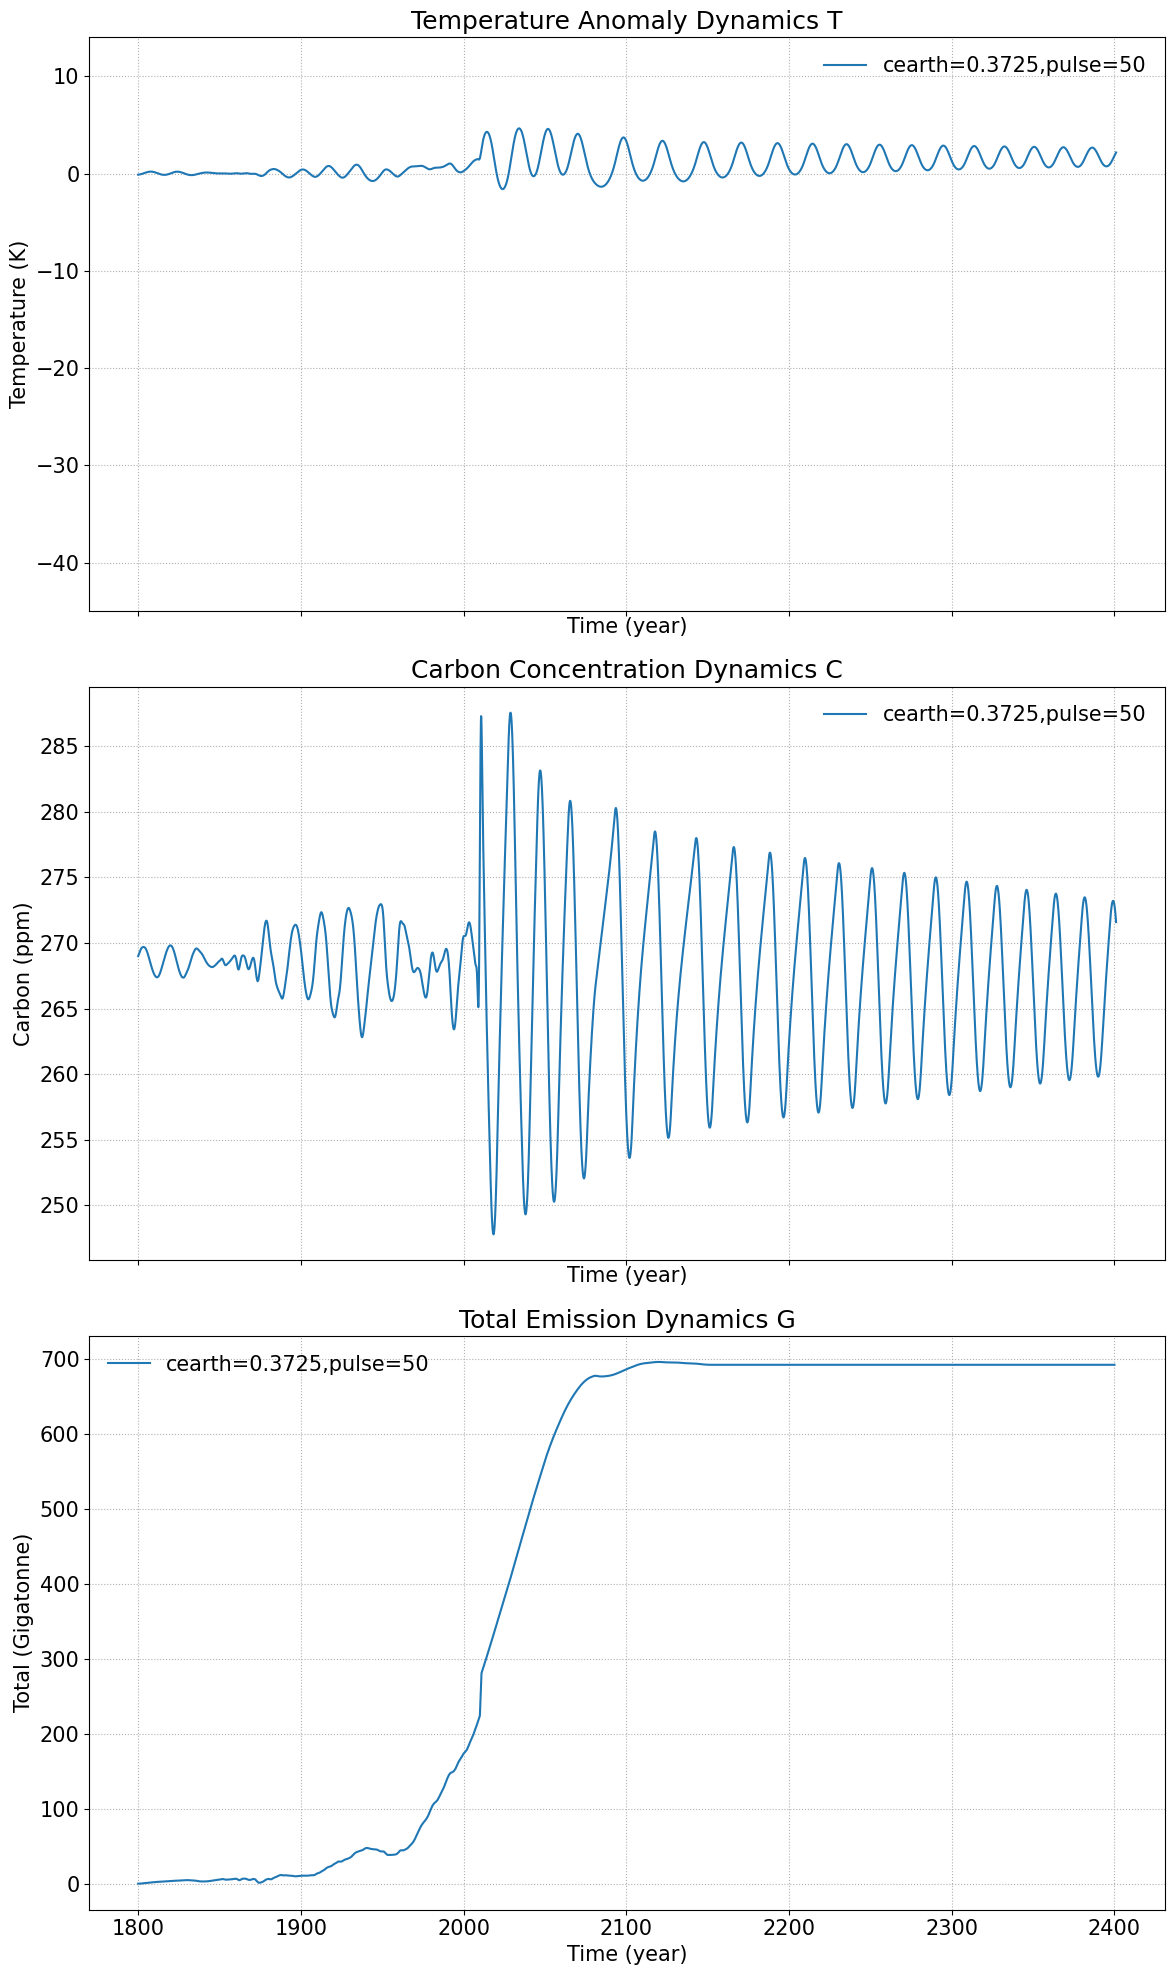 Temperature Anomaly Dynamics T
cearth=0.3725,pulse=50
10
0
−10
−20
−30
−40
Temperature (K)
Time (year)
Carbon Concentration Dynamics C
cearth=0.3725,pulse=50
285
280
275
270
265
260
255
250
Carbon (ppm)
Time (year)
Total Emission Dynamics G
cearth=0.3725,pulse=50
700
600
500
400
300
200
100
0
Total (Gigatonne)
1800 1900 2000 2100 2200 2300 2400
Time (year)